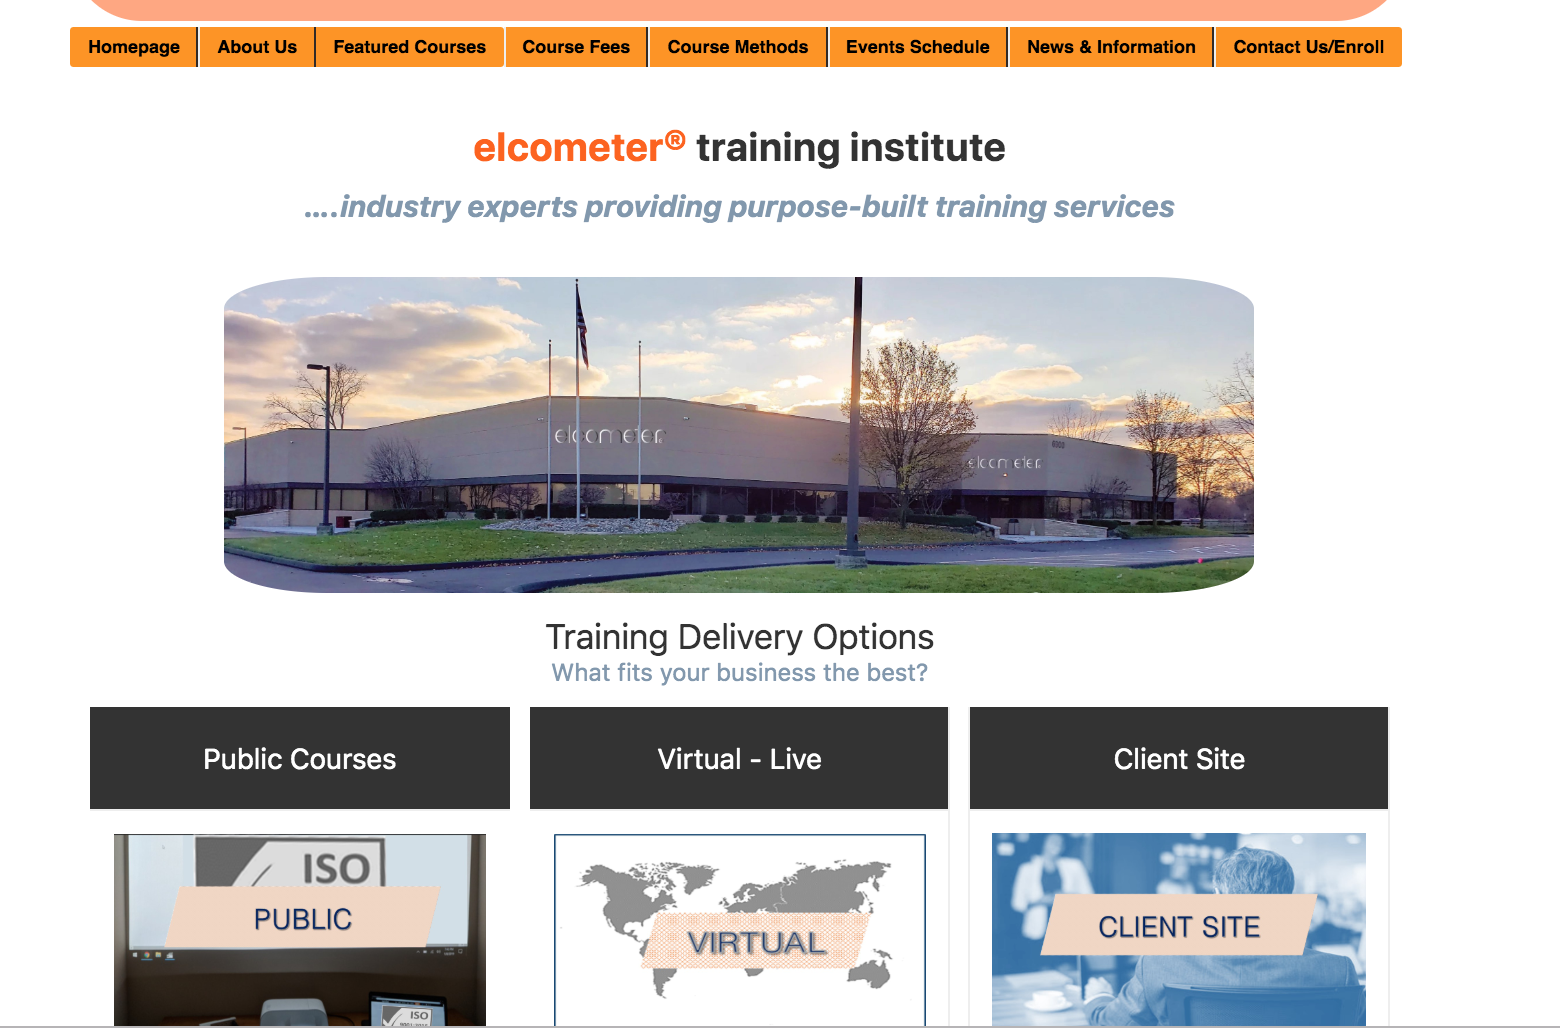 Homepage
About Us
Featured Courses
Course Fees
Course Methods
Events Schedule
News & Information
Contact Us/Enroll
elcometer® training institute
....industry experts providing purpose-built training services
elcometer
elcometer
Training Delivery Options
What fits your business the best?
Public Courses
Virtual - Live
Client Site
ISO
PUBLIC
VIRTUAL
CLIENT SITE
ISO